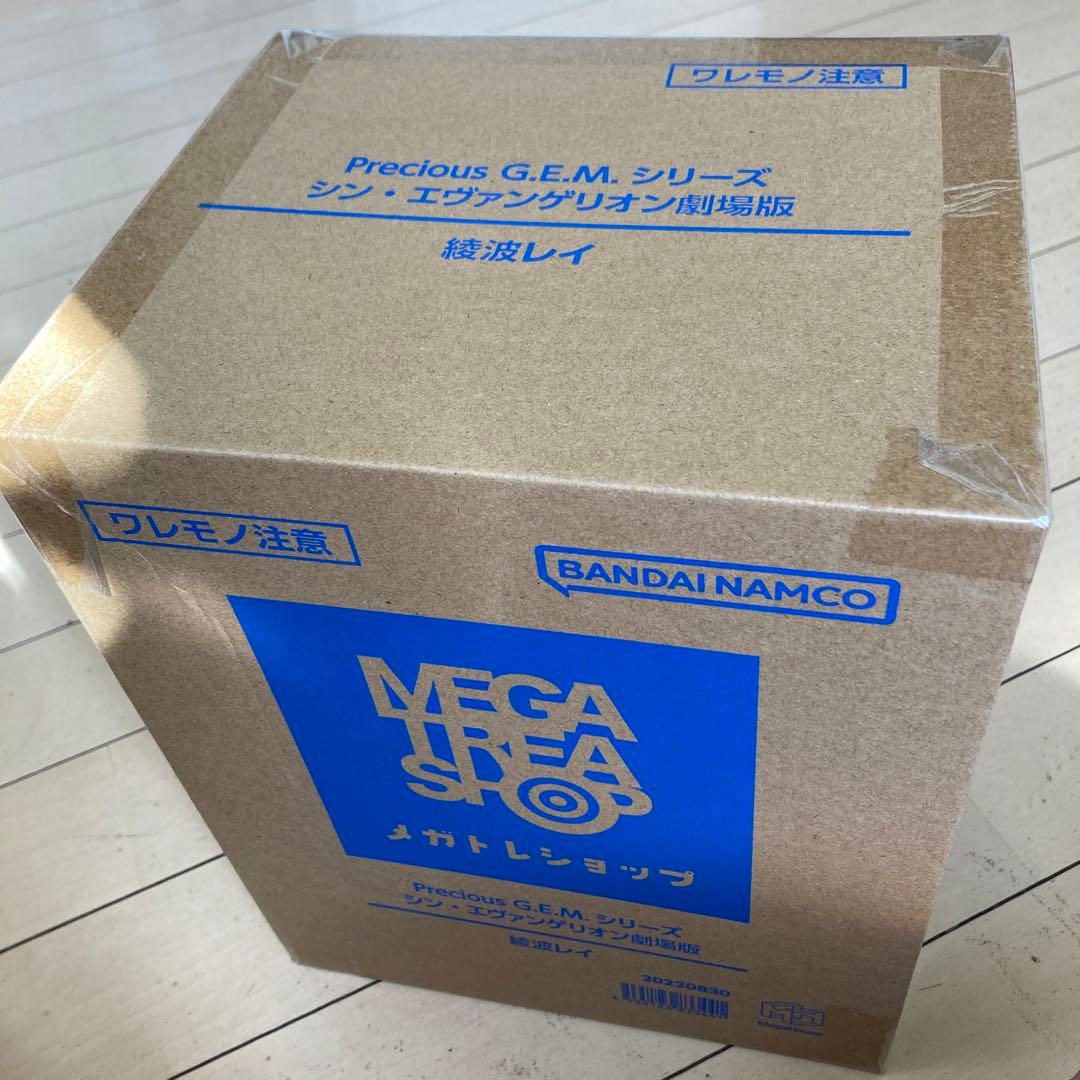 ワレモノ注意
Precious G.E.M. シリーズ
シン・エヴァンゲリオン劇場版
綾波レイ
ワレモノ注意
BANDAI NAMCO
MEGA
TREA
SHOP
メガトレショップ
Precious G.E.M. シリーズ
シン・エヴァンゲリオン劇場版
綾波レイ
20220830
MegaHouse